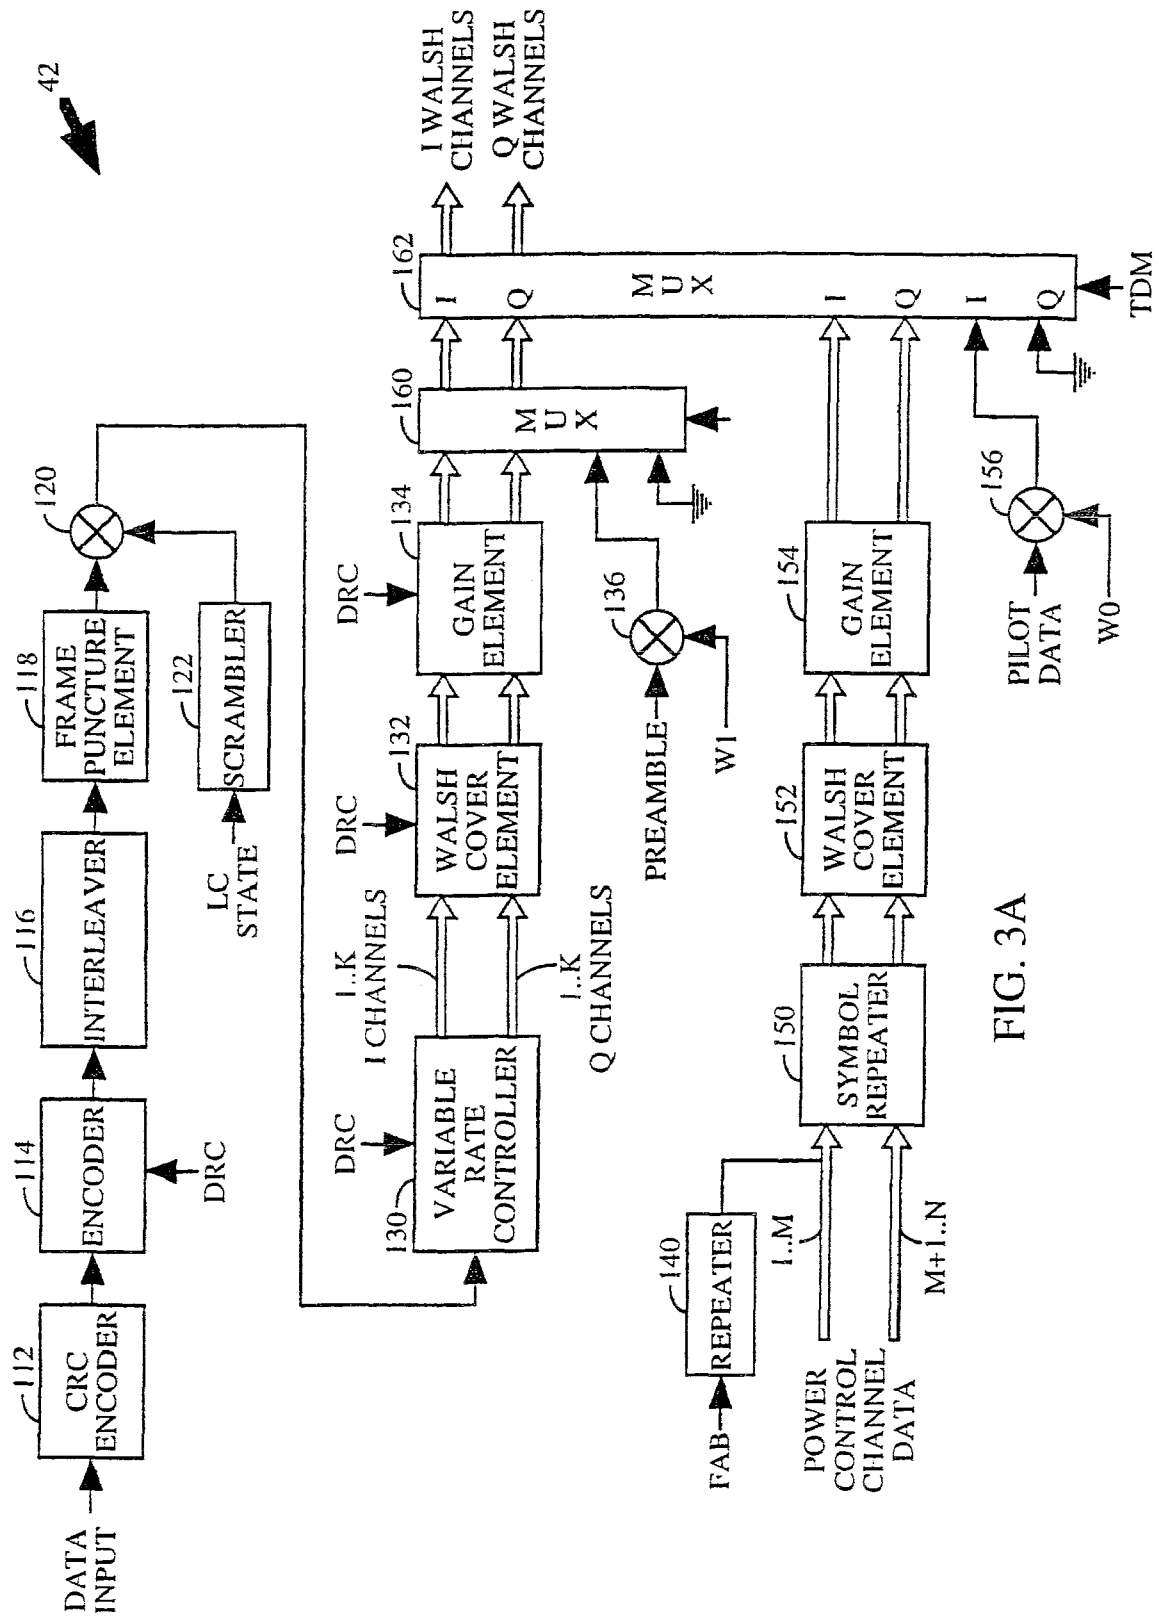 42
DATA
INPUT
112
CRC
ENCODER
114
ENCODER
DRC
116
INTERLEAVER
118
FRAME
PUNCTURE
ELEMENT
120
122
SCRAMBLER
LC
STATE
130
VARIABLE
RATE
CONTROLLER
DRC
1..K
I CHANNELS
1..K
Q CHANNELS
132
WALSH
COVER
ELEMENT
DRC
134
GAIN
ELEMENT
DRC
PREAMBLE
136
W1
160
MUX
162
I
Q
MUX
I
Q
I
Q
TDM
I WALSH
CHANNELS
Q WALSH
CHANNELS
FAB
140
REPEATER
POWER
CONTROL
CHANNEL
DATA
1..M
M+1..N
150
SYMBOL
REPEATER
152
WALSH
COVER
ELEMENT
154
GAIN
ELEMENT
PILOT
DATA
156
W0
FIG. 3A